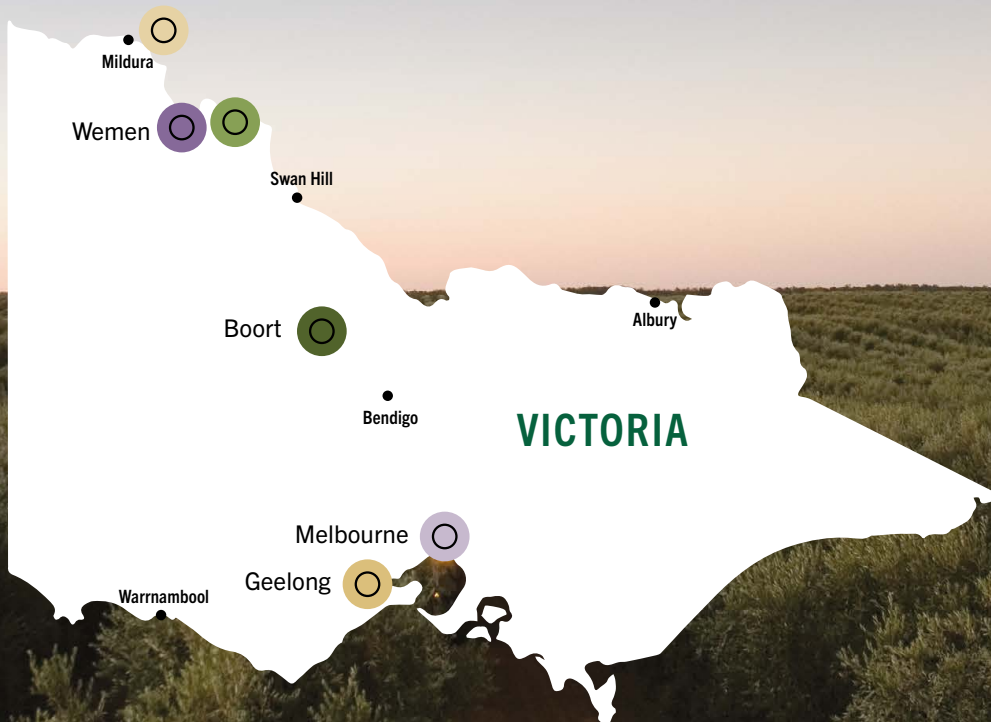 Mildura
Wemen
Swan Hill
Boort
Albury
Bendigo
VICTORIA
Melbourne
Geelong
Warrnambool